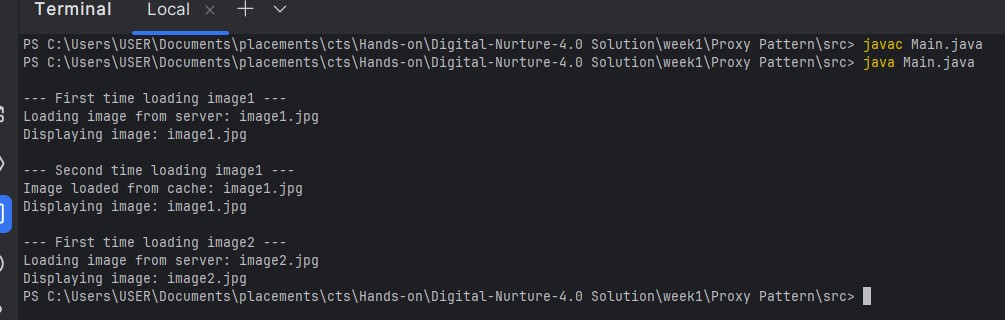 Terminal Local × + ⌄
PS C:\Users\USER\Documents\placements\cts\Hands-on\Digital-Nurture-4.0 Solution\week1\Proxy Pattern\src> javac Main.java
PS C:\Users\USER\Documents\placements\cts\Hands-on\Digital-Nurture-4.0 Solution\week1\Proxy Pattern\src> java Main.java
--- First time loading image1 ---
Loading image from server: image1.jpg
Displaying image: image1.jpg
--- Second time loading image1 ---
Image loaded from cache: image1.jpg
Displaying image: image1.jpg
--- First time loading image2 ---
Loading image from server: image2.jpg
Displaying image: image2.jpg
PS C:\Users\USER\Documents\placements\cts\Hands-on\Digital-Nurture-4.0 Solution\week1\Proxy Pattern\src>